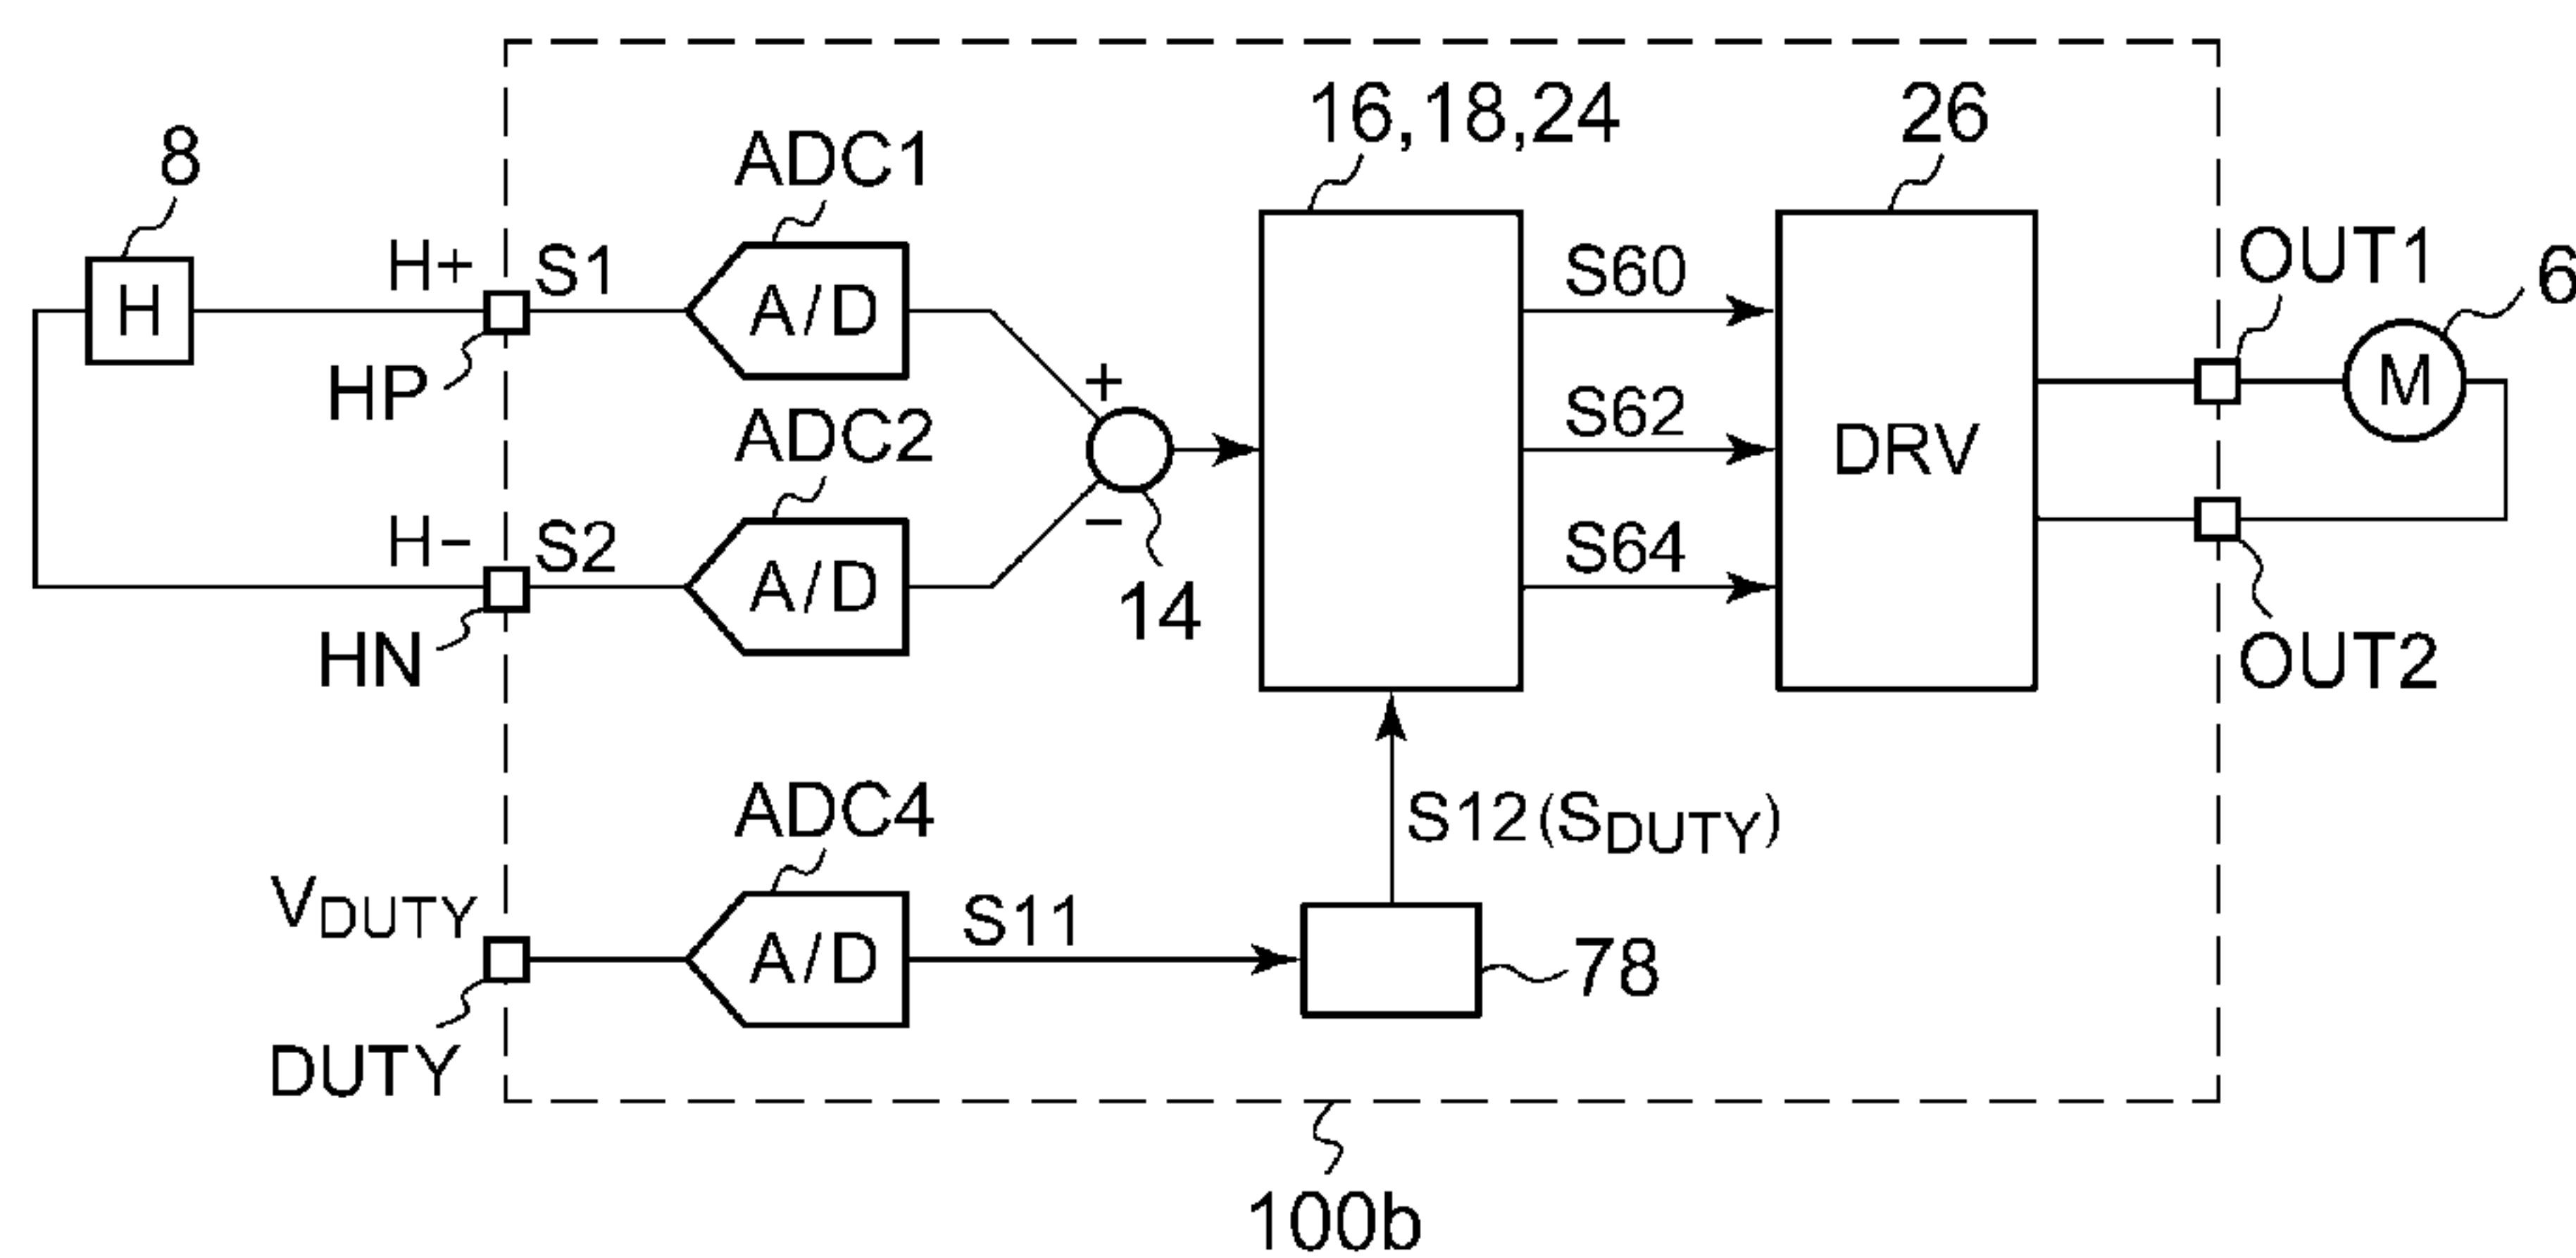 16,18,24
26
8
ADC1
H+
S1
A/D
HP
H
S60
OUT1
6
+
ADC2
S62
DRV
M
H−
S2
A/D
−
14
S64
HN
OUT2
ADC4
S12(SDUTY)
VDUTY
A/D
S11
78
DUTY
100b